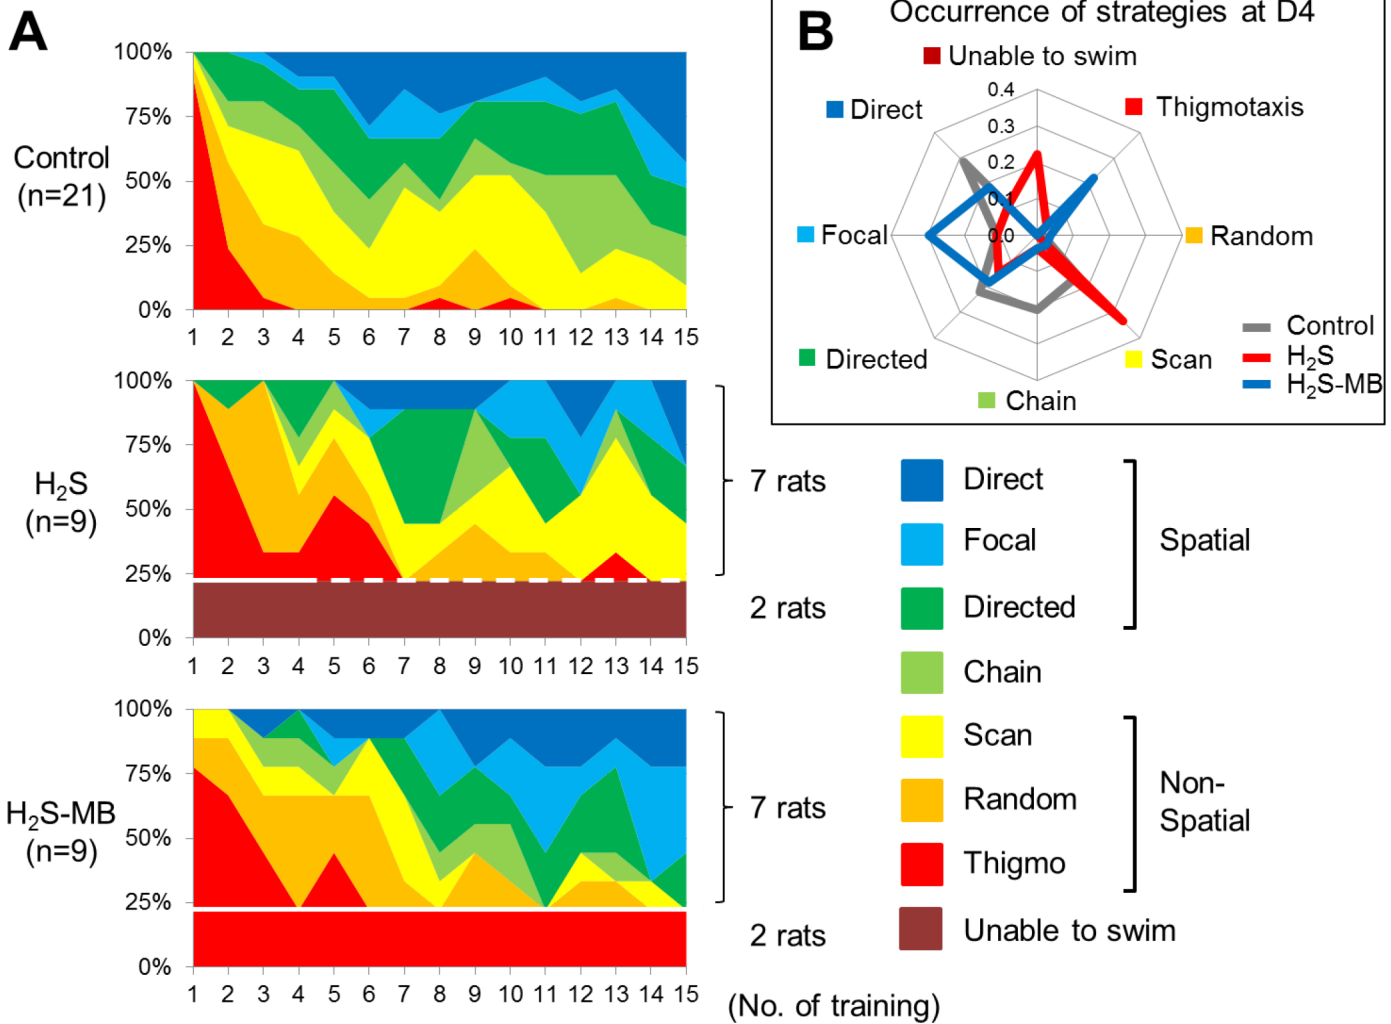 A
100%
75%
50%
25%
0%
Control
(n=21)
1 2 3 4 5 6 7 8 9 10 11 12 13 14 15
100%
75%
50%
25%
0%
H₂S
(n=9)
1 2 3 4 5 6 7 8 9 10 11 12 13 14 15
7 rats
2 rats
100%
75%
50%
25%
0%
H₂S-MB
(n=9)
1 2 3 4 5 6 7 8 9 10 11 12 13 14 15
7 rats
2 rats
(No. of training)
B
Occurrence of strategies at D4
Unable to swim
Thigmotaxis
Random
Scan
Chain
Directed
Focal
Direct
0.4
0.3
0.2
0.1
0.0
Control
H₂S
H₂S-MB
Direct
Focal
Directed
Spatial
Chain
Scan
Random
Thigmo
Non-
Spatial
Unable to swim